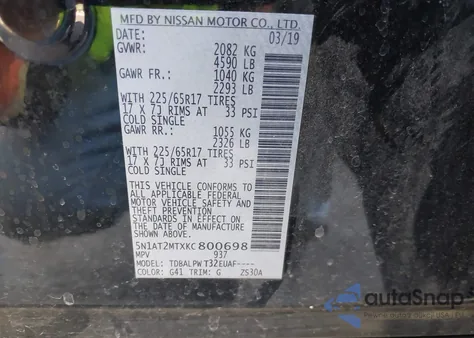 MFD BY NISSAN MOTOR CO., LTD.
DATE: 03/19
GVWR: 2082 KG
4590 LB
GAWR FR.: 1040 KG
2293 LB
WITH 225/65R17 TIRES
17 X 7J RIMS AT 33 PSI
COLD SINGLE
GAWR RR.: 1055 KG
2326 LB
WITH 225/65R17 TIRES
17 X 7J RIMS AT 33 PSI
COLD SINGLE
THIS VEHICLE CONFORMS TO
ALL APPLICABLE FEDERAL
MOTOR VEHICLE SAFETY
STANDARDS IN EFFECT ON
THE DATE OF MANUFACTURE
SHOWN ABOVE.
5N1AT2MTXKC800698
MPV 937
MODEL: TDBALPWT32EUAF----
COLOR: G41 TRIM: G ZS30A
autoSnap